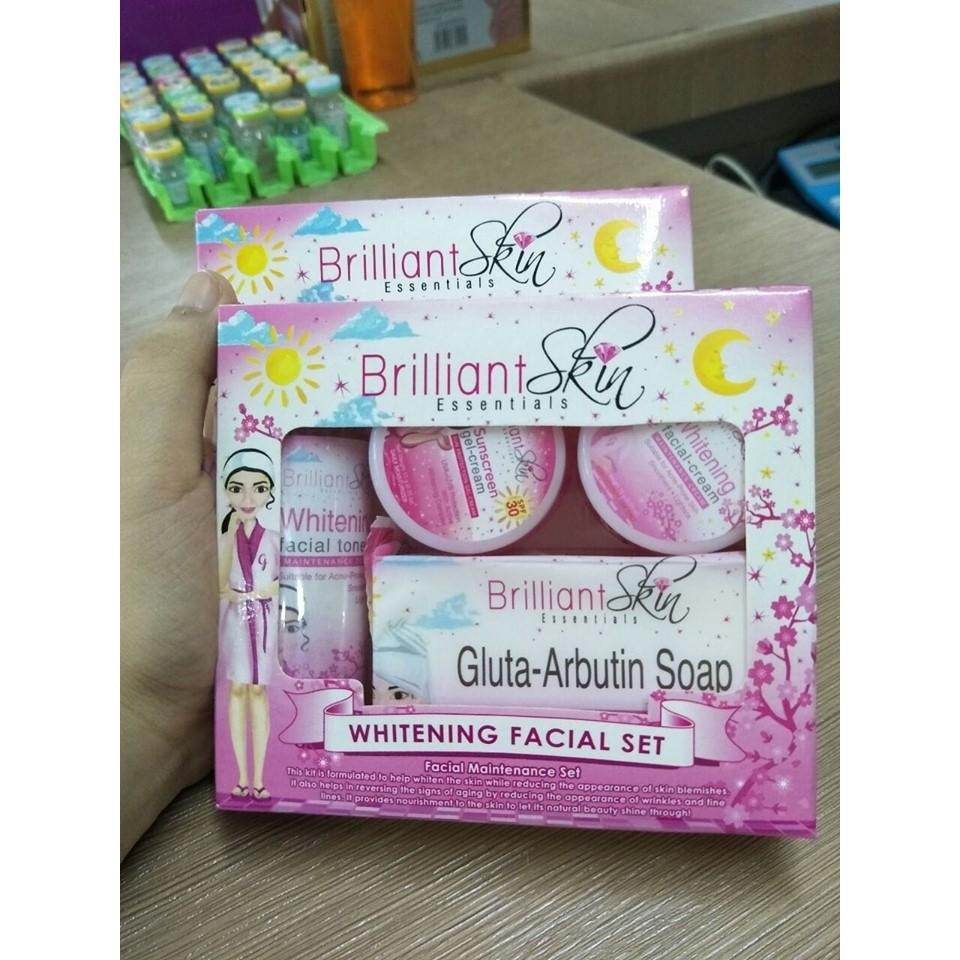 Brilliant Skin
Essentials
Brilliant Skin
Essentials
Brilliant Skin
Whitenin
facial tone
MAINTENANCE
Suitable for Acne-Pron
Sunscreen
gel-cream
SPF
30
Whitening
facial-cream
Brilliant Skin
Essentials
Gluta-Arbutin Soap
WHITENING FACIAL SET
Facial Maintenance Set
This kit is formulated to help whiten the skin while reducing the appearance of skin blemishes.
It also helps in reversing the signs of aging by reducing the appearance of wrinkles and fine
lines. It provides nourishment to the skin to let its natural beauty shine through!